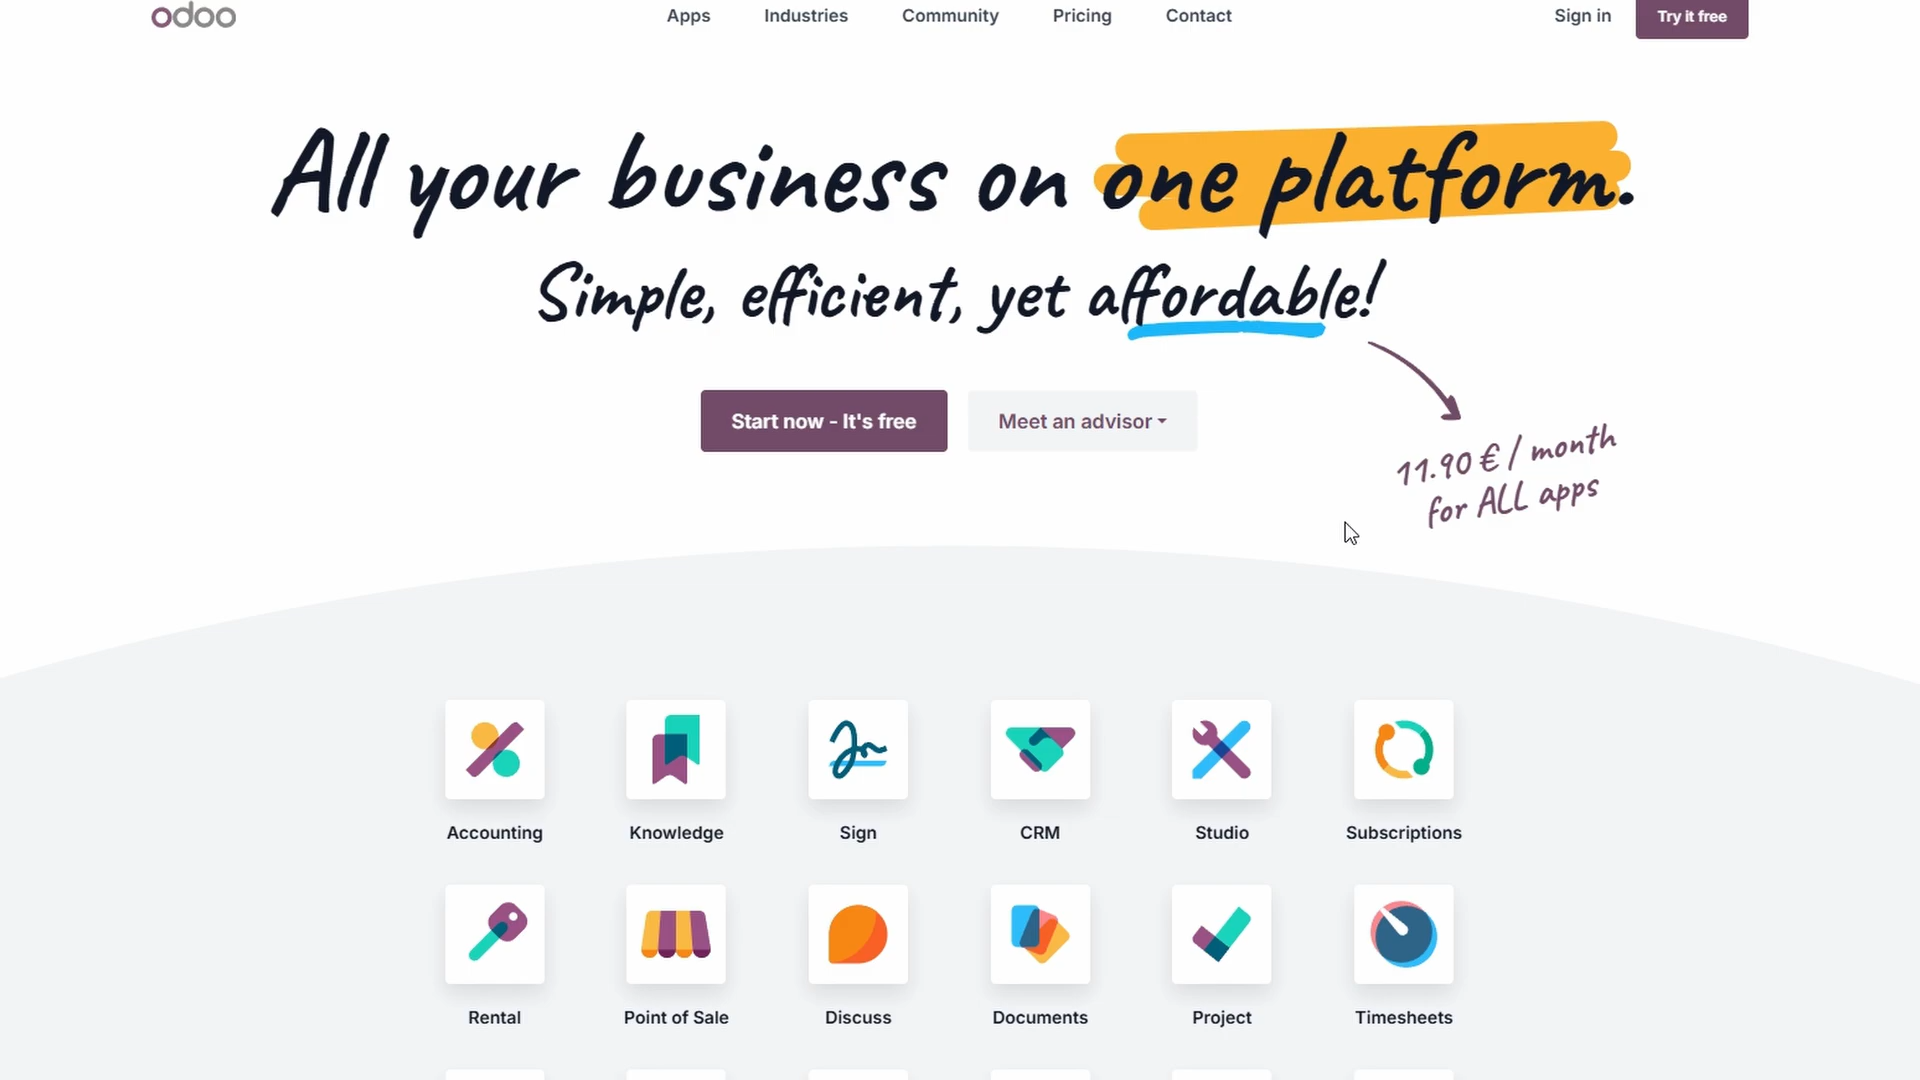 odoo
Apps Industries Community Pricing Contact
Sign in Try it free
All your business on one platform.
Simple, efficient, yet affordable!
Start now - It's free
Meet an advisor
11.90 € / month
for ALL apps
Accounting Knowledge Sign CRM Studio Subscriptions
Rental Point of Sale Discuss Documents Project Timesheets